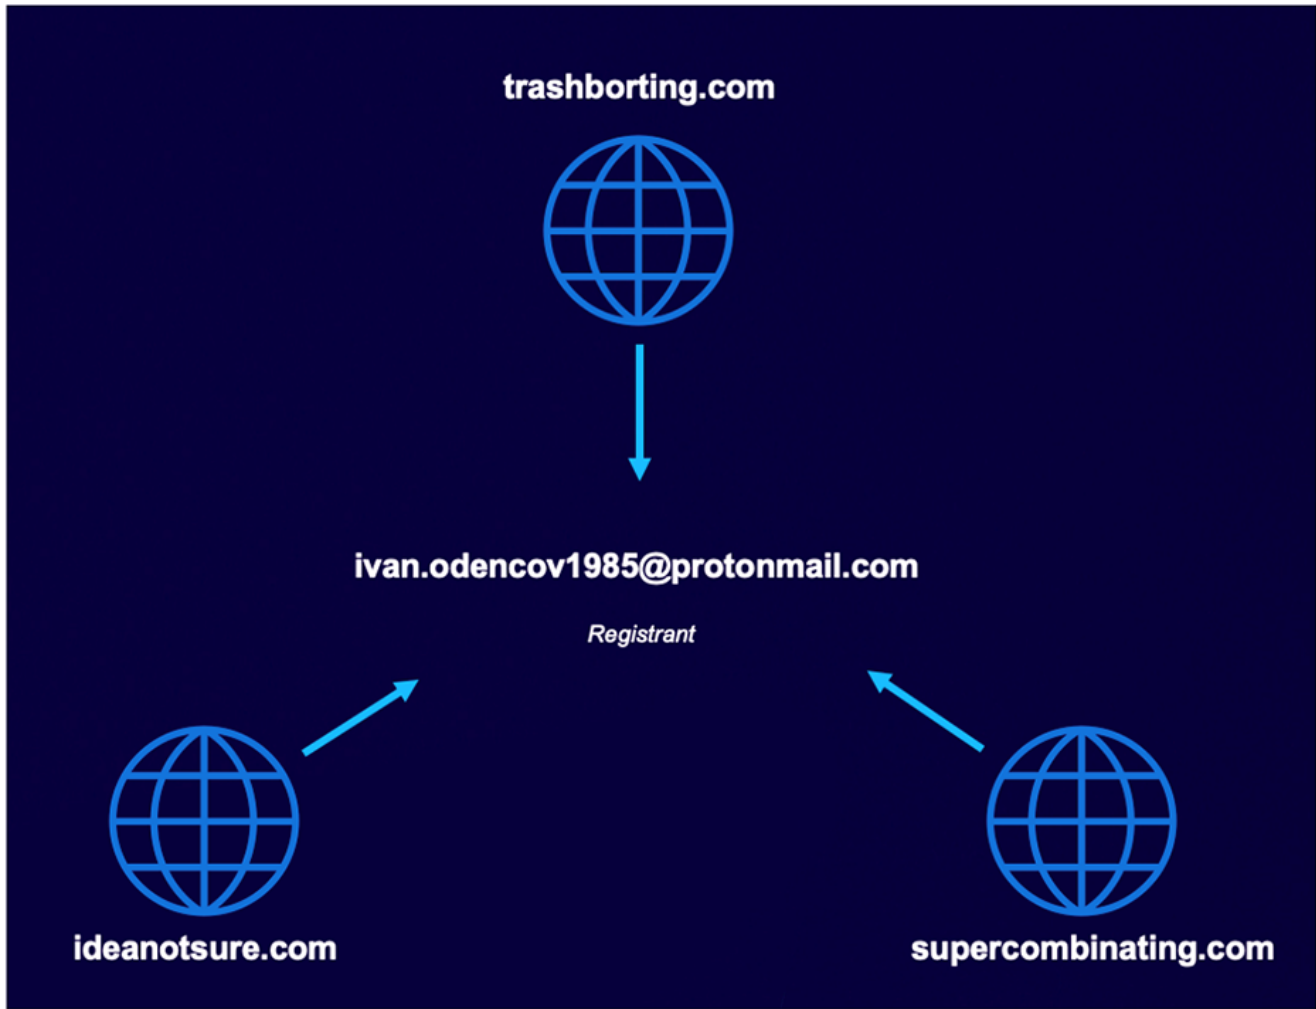 trashborting.com
ivan.odencov1985@protonmail.com
Registrant
ideanotsure.com
supercombinating.com